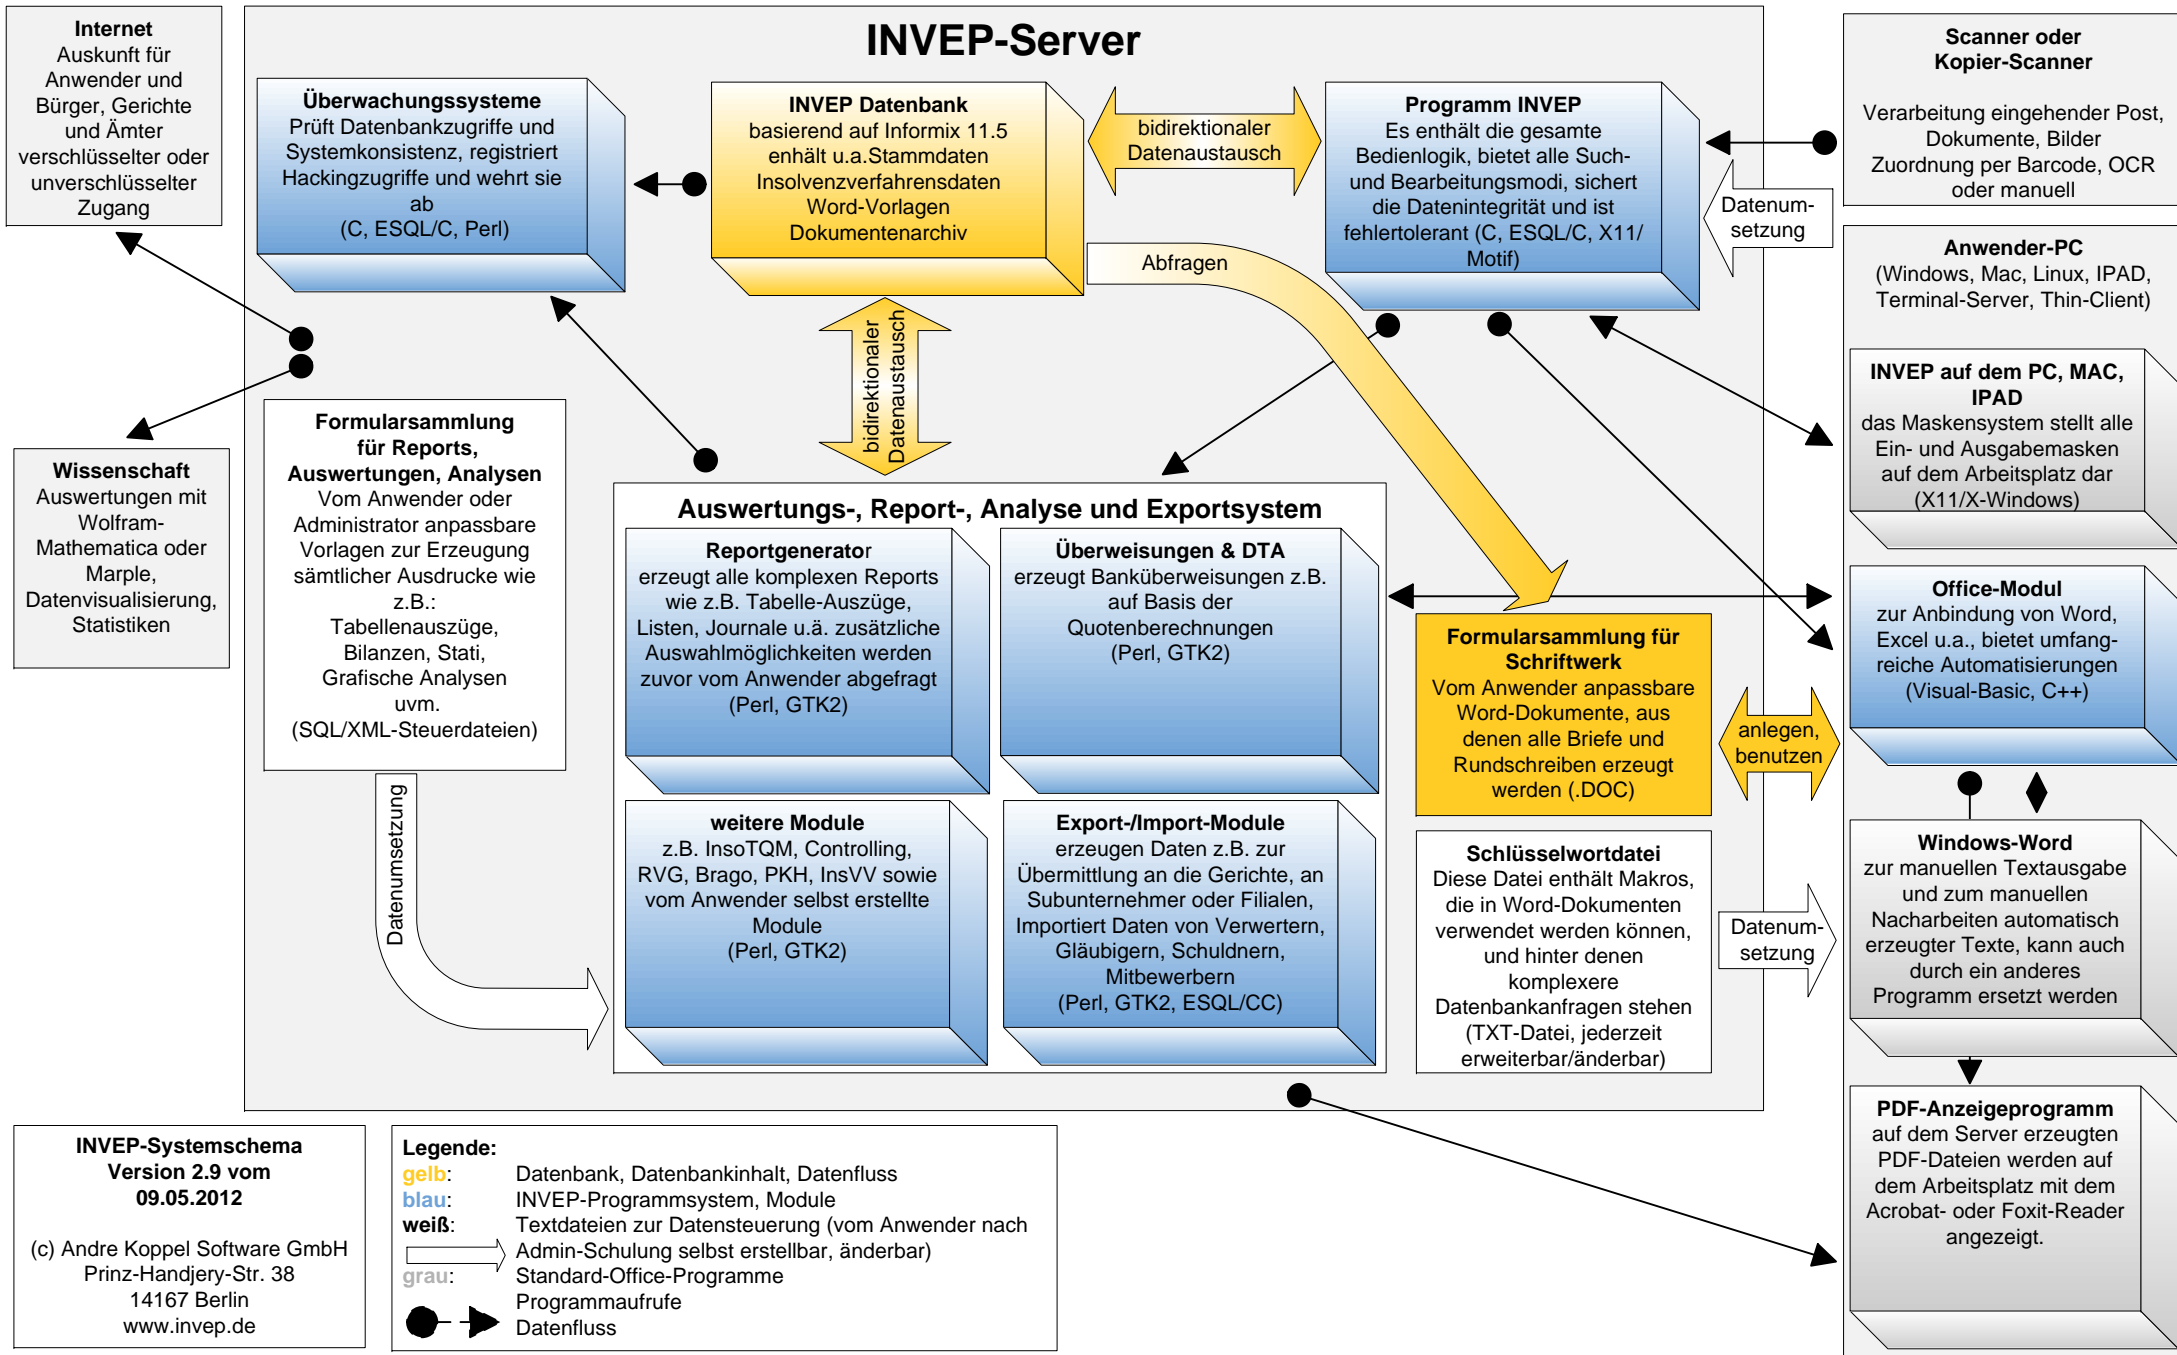 INVEP-Server
Internet
Auskunft für
Anwender und
Bürger, Gerichte
und Ämter
verschlüsselter oder
unverschlüsselter
Zugang
Überwachungssysteme
Prüft Datenbankzugriffe und
Systemkonsistenz, registriert
Hackingzugriffe und wehrt sie
ab
(C, ESQL/C, Perl)
INVEP Datenbank
basierend auf Informix 11.5
enhält u.a.Stammdaten
Insolvenzverfahrensdaten
Word-Vorlagen
Dokumentenarchiv
bidirektionaler
Datenaustausch
Programm INVEP
Es enthält die gesamte
Bedienlogik, bietet alle Such-
und Bearbeitungsmodi, sichert
die Datenintegrität und ist
fehlertolerant (C, ESQL/C, X11/
Motif)
Scanner oder
Kopier-Scanner
Verarbeitung eingehender Post,
Dokumente, Bilder
Zuordnung per Barcode, OCR
oder manuell
Datenum-
setzung
Abfragen
bidirektionaler
Datenaustausch
Anwender-PC
(Windows, Mac, Linux, IPAD,
Terminal-Server, Thin-Client)
INVEP auf dem PC, MAC,
IPAD
das Maskensystem stellt alle
Ein- und Ausgabemasken
auf dem Arbeitsplatz dar
(X11/X-Windows)
Wissenschaft
Auswertungen mit
Wolfram-
Mathematica oder
Marple,
Datenvisualisierung,
Statistiken
Formularsammlung
für Reports,
Auswertungen, Analysen
Vom Anwender oder
Administrator anpassbare
Vorlagen zur Erzeugung
sämtlicher Ausdrucke wie
z.B.:
Tabellenauszüge,
Bilanzen, Stati,
Grafische Analysen
uvm.
(SQL/XML-Steuerdateien)
Datenumsetzung
Auswertungs-, Report-, Analyse und Exportsystem
Reportgenerator
erzeugt alle komplexen Reports
wie z.B. Tabelle-Auszüge,
Listen, Journale u.ä. zusätzliche
Auswahlmöglichkeiten werden
zuvor vom Anwender abgefragt
(Perl, GTK2)
Überweisungen & DTA
erzeugt Banküberweisungen z.B.
auf Basis der
Quotenberechnungen
(Perl, GTK2)
weitere Module
z.B. InsoTQM, Controlling,
RVG, Brago, PKH, InsVV sowie
vom Anwender selbst erstellte
Module
(Perl, GTK2)
Export-/Import-Module
erzeugen Daten z.B. zur
Übermittlung an die Gerichte, an
Subunternehmer oder Filialen,
Importiert Daten von Verwertern,
Gläubigern, Schuldnern,
Mitbewerbern
(Perl, GTK2, ESQL/CC)
Formularsammlung für
Schriftwerk
Vom Anwender anpassbare
Word-Dokumente, aus
denen alle Briefe und
Rundschreiben erzeugt
werden (.DOC)
anlegen,
benutzen
Office-Modul
zur Anbindung von Word,
Excel u.a., bietet umfang-
reiche Automatisierungen
(Visual-Basic, C++)
Schlüsselwortdatei
Diese Datei enthält Makros,
die in Word-Dokumenten
verwendet werden können,
und hinter denen
komplexere
Datenbankanfragen stehen
(TXT-Datei, jederzeit
erweiterbar/änderbar)
Datenum-
setzung
Windows-Word
zur manuellen Textausgabe
und zum manuellen
Nacharbeiten automatisch
erzeugter Texte, kann auch
durch ein anderes
Programm ersetzt werden
PDF-Anzeigeprogramm
auf dem Server erzeugten
PDF-Dateien werden auf
dem Arbeitsplatz mit dem
Acrobat- oder Foxit-Reader
angezeigt.
INVEP-Systemschema
Version 2.9 vom
09.05.2012
(c) Andre Koppel Software GmbH
Prinz-Handjery-Str. 38
14167 Berlin
www.invep.de
Legende:
gelb: Datenbank, Datenbankinhalt, Datenfluss
blau: INVEP-Programmsystem, Module
weiß: Textdateien zur Datensteuerung (vom Anwender nach
Admin-Schulung selbst erstellbar, änderbar)
grau: Standard-Office-Programme
Programmaufrufe
Datenfluss